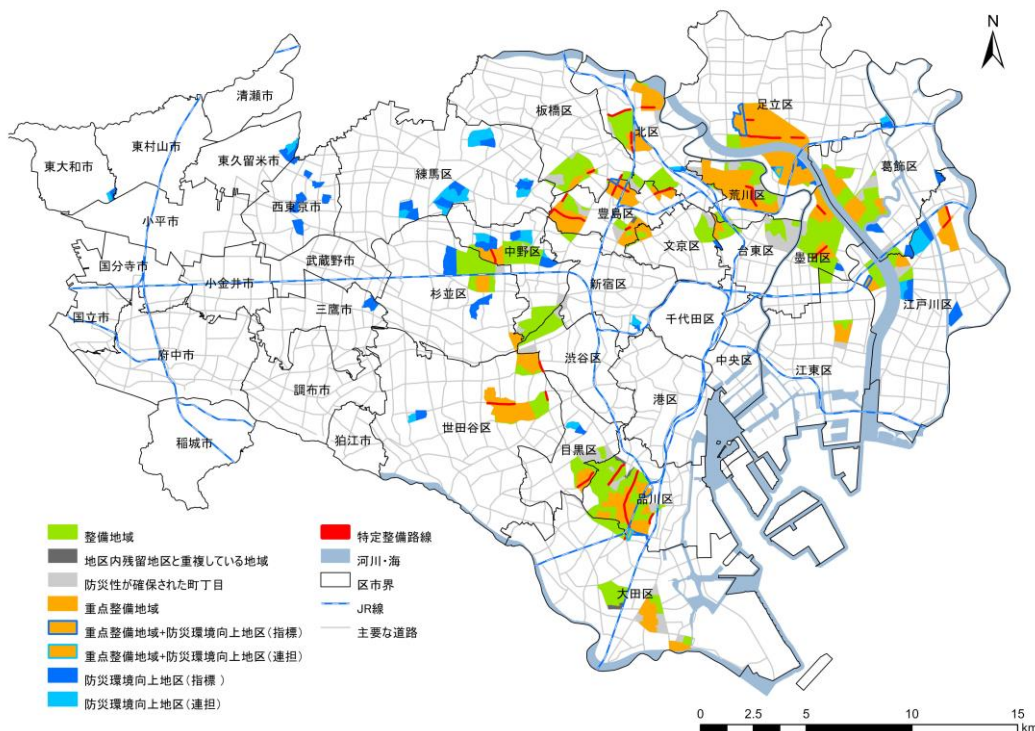 N
清瀬市
板橋区
足立区
東村山市
北区
東大和市
東久留米市
葛飾区
練馬区
荒川区
西東京市
豊島区
小平市
文京区
台東区
中野区
墨田区
国分寺市
武蔵野市
小金井市
新宿区
杉並区
江戸川区
三鷹市
国立市
千代田区
府中市
中央区
渋谷区
江東区
調布市
港区
世田谷区
稲城市
狛江市
目黒区
品川区
大田区
整備地域
地区内残留地区と重複している地域
防災性が確保された町丁目
重点整備地域
重点整備地域+防災環境向上地区(指標)
重点整備地域+防災環境向上地区(連担)
防災環境向上地区(指標 )
防災環境向上地区(連担)
特定整備路線
河川・海
区市界
JR線
主要な道路
0 2.5 5 10 15
km